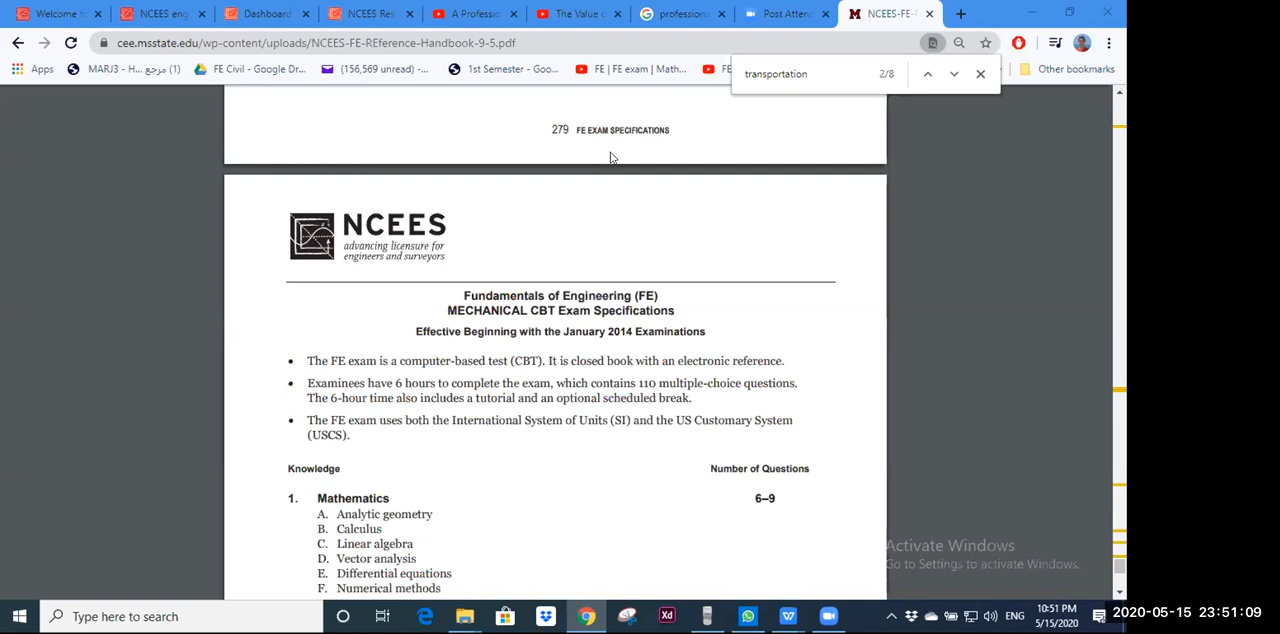 Welcome to
NCEES eng
Dashboard
NCEES Res
A Professio
The Value o
professions
Post Attend
NCEES-FE-R
cee.msstate.edu/wp-content/uploads/NCEES-FE-REference-Handbook-9-5.pdf
Apps
MARJ3 - H... مرجع (1)
FE Civil - Google Dr...
(156,569 unread) -...
1st Semester - Goo...
FE | FE exam | Math...
FE
Other bookmarks
transportation 2/8
279 FE EXAM SPECIFICATIONS
NCEES
advancing licensure for
engineers and surveyors
Fundamentals of Engineering (FE)
MECHANICAL CBT Exam Specifications
Effective Beginning with the January 2014 Examinations
• The FE exam is a computer-based test (CBT). It is closed book with an electronic reference.
• Examinees have 6 hours to complete the exam, which contains 110 multiple-choice questions.
The 6-hour time also includes a tutorial and an optional scheduled break.
• The FE exam uses both the International System of Units (SI) and the US Customary System
(USCS).
Knowledge Number of Questions
1. Mathematics 6–9
A. Analytic geometry
B. Calculus
C. Linear algebra
D. Vector analysis
E. Differential equations
F. Numerical methods
Activate Windows
Go to Settings to activate Windows.
Type here to search
Xd
W
ENG
10:51 PM
5/15/2020
2020-05-15 23:51:09